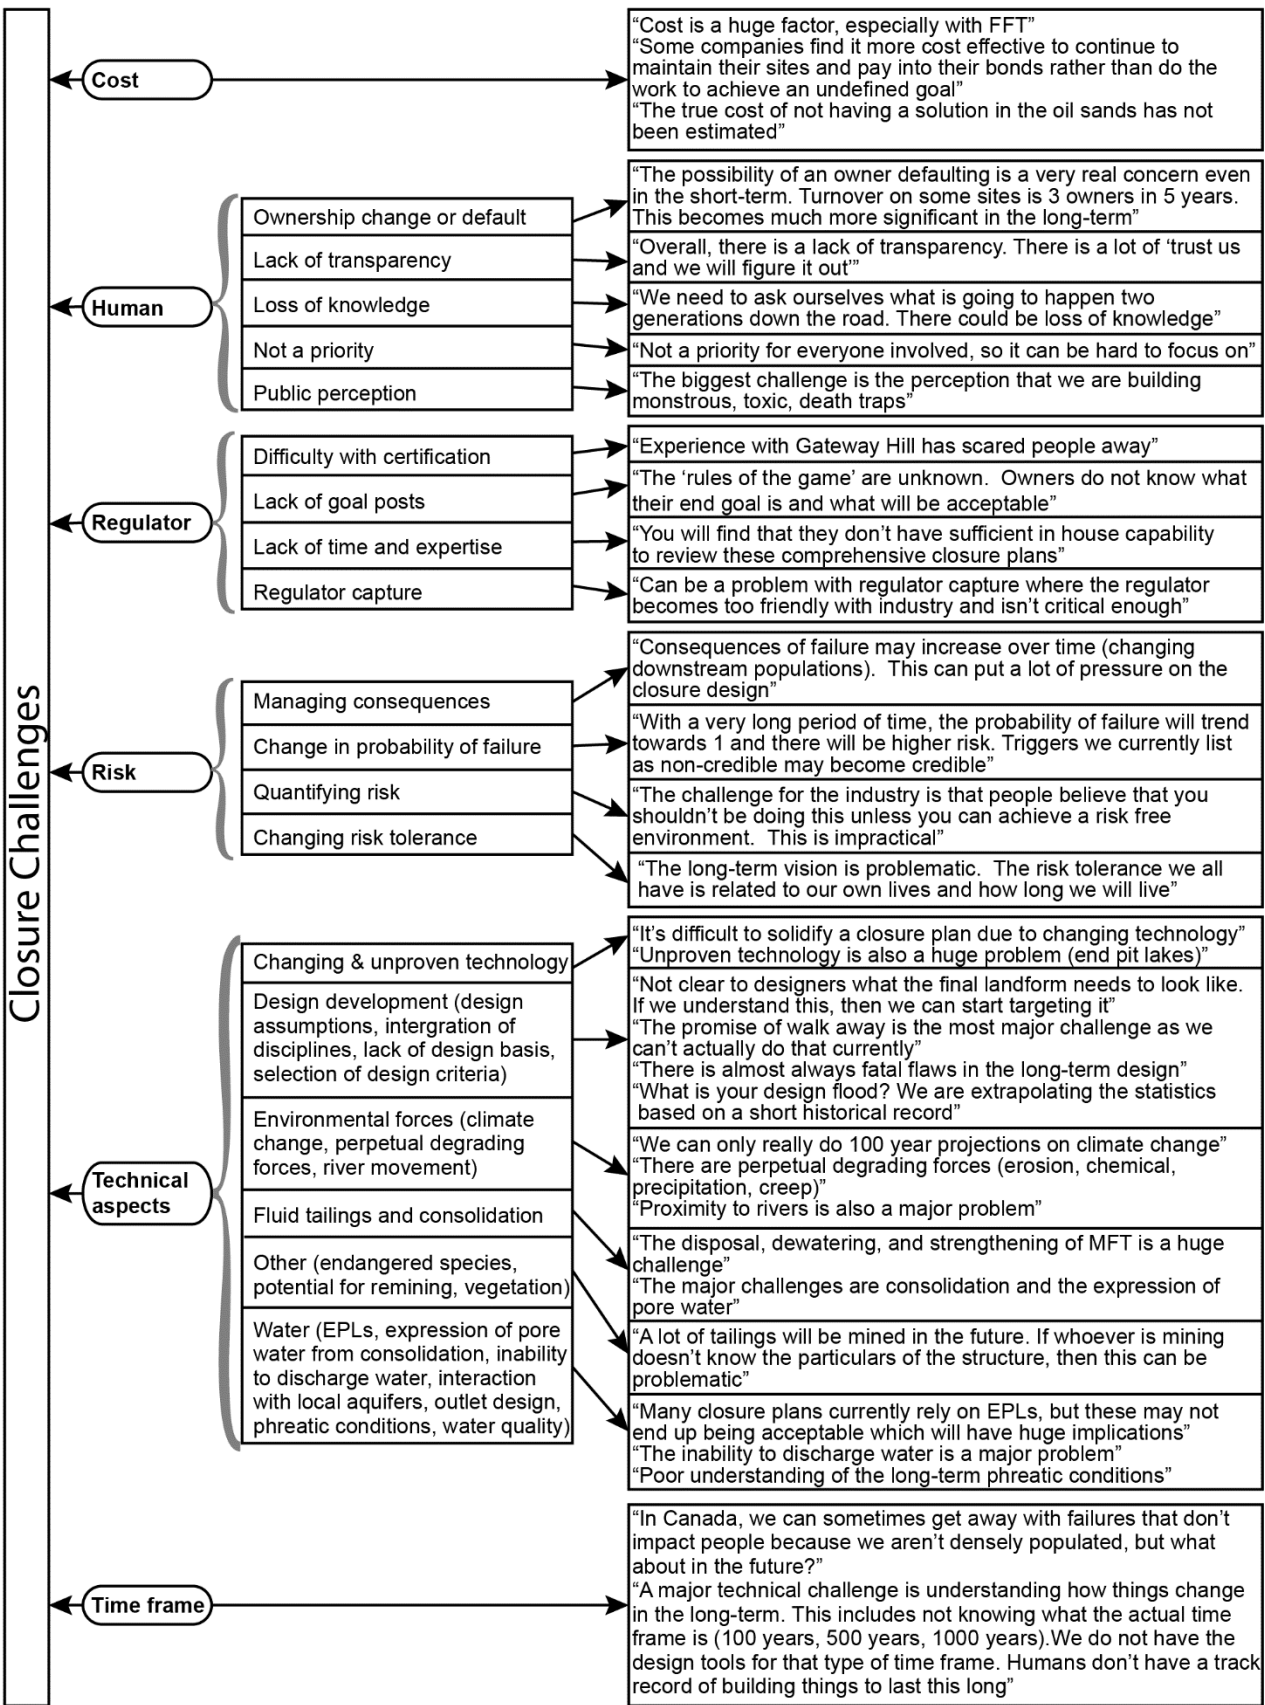 Closure Challenges
Cost
“Cost is a huge factor, especially with FFT”
“Some companies find it more cost effective to continue to
maintain their sites and pay into their bonds rather than do the
work to achieve an undefined goal”
“The true cost of not having a solution in the oil sands has not
been estimated”
Human
Ownership change or default
“The possibility of an owner defaulting is a very real concern even
in the short-term. Turnover on some sites is 3 owners in 5 years.
This becomes much more significant in the long-term”
Lack of transparency
“Overall, there is a lack of transparency. There is a lot of ‘trust us
and we will figure it out’”
Loss of knowledge
“We need to ask ourselves what is going to happen two
generations down the road. There could be loss of knowledge”
Not a priority
“Not a priority for everyone involved, so it can be hard to focus on”
Public perception
“The biggest challenge is the perception that we are building
monstrous, toxic, death traps”
Regulator
Difficulty with certification
“Experience with Gateway Hill has scared people away”
Lack of goal posts
“The ‘rules of the game’ are unknown.  Owners do not know what
their end goal is and what will be acceptable”
Lack of time and expertise
“You will find that they don’t have sufficient in house capability
to review these comprehensive closure plans”
Regulator capture
“Can be a problem with regulator capture where the regulator
becomes too friendly with industry and isn’t critical enough”
Risk
Managing consequences
“Consequences of failure may increase over time (changing
downstream populations).  This can put a lot of pressure on the
closure design”
Change in probability of failure
“With a very long period of time, the probability of failure will trend
towards 1 and there will be higher risk. Triggers we currently list
as non-credible may become credible”
Quantifying risk
“The challenge for the industry is that people believe that you
shouldn’t be doing this unless you can achieve a risk free
environment.  This is impractical”
Changing risk tolerance
“The long-term vision is problematic.  The risk tolerance we all
have is related to our own lives and how long we will live”
Technical
aspects
Changing & unproven technology
“It’s difficult to solidify a closure plan due to changing technology”
“Unproven technology is also a huge problem (end pit lakes)”
Design development (design
assumptions, intergration of
disciplines, lack of design basis,
selection of design criteria)
“Not clear to designers what the final landform needs to look like.
If we understand this, then we can start targeting it”
“The promise of walk away is the most major challenge as we
can’t actually do that currently”
“There is almost always fatal flaws in the long-term design”
“What is your design flood? We are extrapolating the statistics
based on a short historical record”
Environmental forces (climate
change, perpetual degrading
forces, river movement)
“We can only really do 100 year projections on climate change”
“There are perpetual degrading forces (erosion, chemical,
precipitation, creep)”
“Proximity to rivers is also a major problem”
Fluid tailings and consolidation
“The disposal, dewatering, and strengthening of MFT is a huge
challenge”
“The major challenges are consolidation and the expression of
pore water”
Other (endangered species,
potential for remining, vegetation)
“A lot of tailings will be mined in the future. If whoever is mining
doesn’t know the particulars of the structure, then this can be
problematic”
Water (EPLs, expression of pore
water from consolidation, inability
to discharge water, interaction
with local aquifers, outlet design,
phreatic conditions, water quality)
“Many closure plans currently rely on EPLs, but these may not
end up being acceptable which will have huge implications”
“The inability to discharge water is a major problem”
“Poor understanding of the long-term phreatic conditions”
Time frame
“In Canada, we can sometimes get away with failures that don’t
impact people because we aren’t densely populated, but what
about in the future?”
“A major technical challenge is understanding how things change
in the long-term. This includes not knowing what the actual time
frame is (100 years, 500 years, 1000 years).We do not have the
design tools for that type of time frame. Humans don’t have a track
record of building things to last this long”